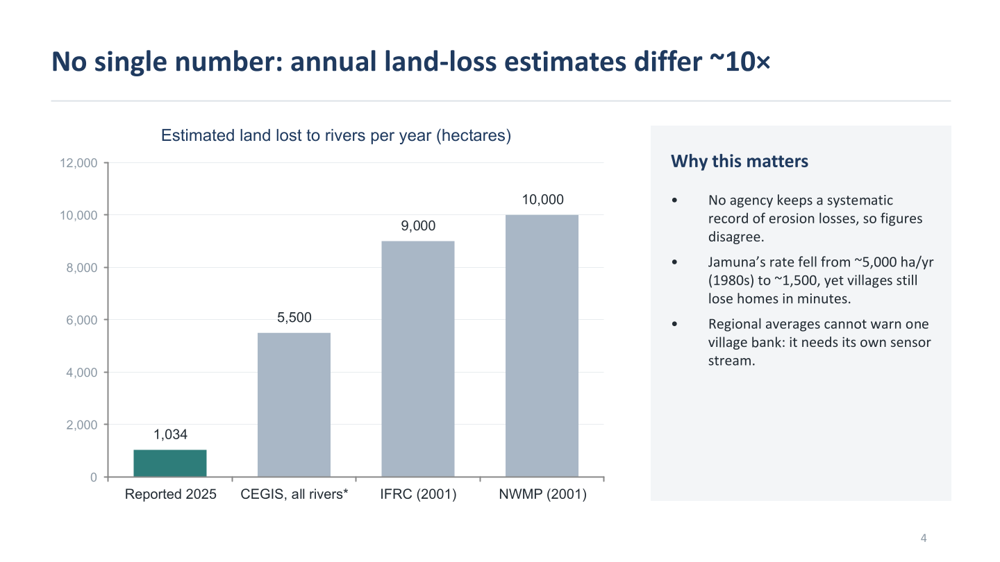 No single number: annual land-loss estimates differ ~10×
Estimated land lost to rivers per year (hectares)
12,000
10,000
8,000
6,000
4,000
2,000
0
1,034
5,500
9,000
10,000
Reported 2025
CEGIS, all rivers*
IFRC (2001)
NWMP (2001)
Why this matters
• No agency keeps a systematic
record of erosion losses, so figures
disagree.
• Jamuna’s rate fell from ~5,000 ha/yr
(1980s) to ~1,500, yet villages still
lose homes in minutes.
• Regional averages cannot warn one
village bank: it needs its own sensor
stream.
4